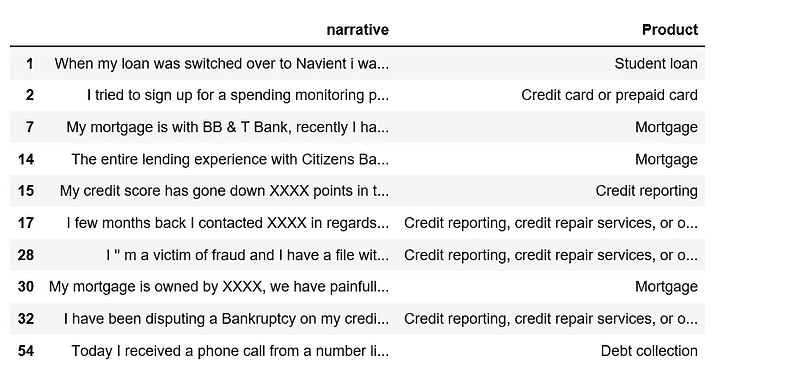 narrative Product
1 When my loan was switched over to Navient i wa... Student loan
2 I tried to sign up for a spending monitoring p... Credit card or prepaid card
7 My mortgage is with BB & T Bank, recently I ha... Mortgage
14 The entire lending experience with Citizens Ba... Mortgage
15 My credit score has gone down XXXX points in t... Credit reporting
17 I few months back I contacted XXXX in regards... Credit reporting, credit repair services, or o...
28 I " m a victim of fraud and I have a file wit... Credit reporting, credit repair services, or o...
30 My mortgage is owned by XXXX, we have painfull... Mortgage
32 I have been disputing a Bankruptcy on my credi... Credit reporting, credit repair services, or o...
54 Today I received a phone call from a number li... Debt collection